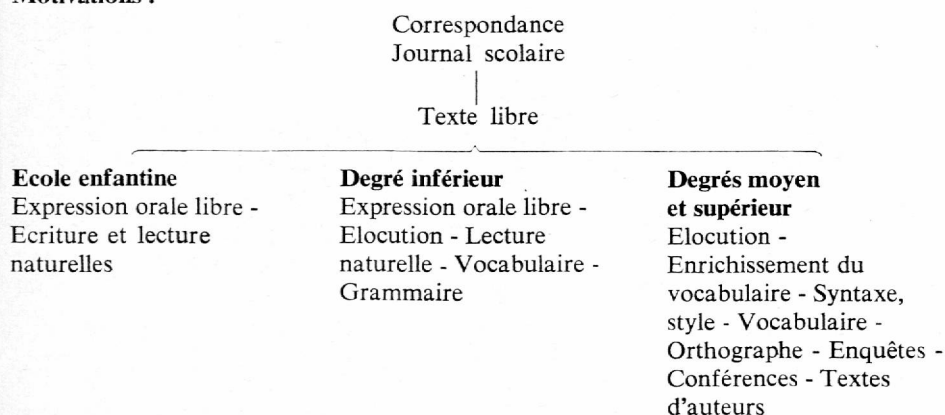 Motivations :
Correspondance
Journal scolaire
Texte libre
Ecole enfantine
Expression orale libre -
Ecriture et lecture
naturelles
Degré inférieur
Expression orale libre -
Elocution - Lecture
naturelle - Vocabulaire -
Grammaire
Degrés moyen
et supérieur
Elocution -
Enrichissement du
vocabulaire - Syntaxe,
style - Vocabulaire -
Orthographe - Enquêtes -
Conférences - Textes
d'auteurs